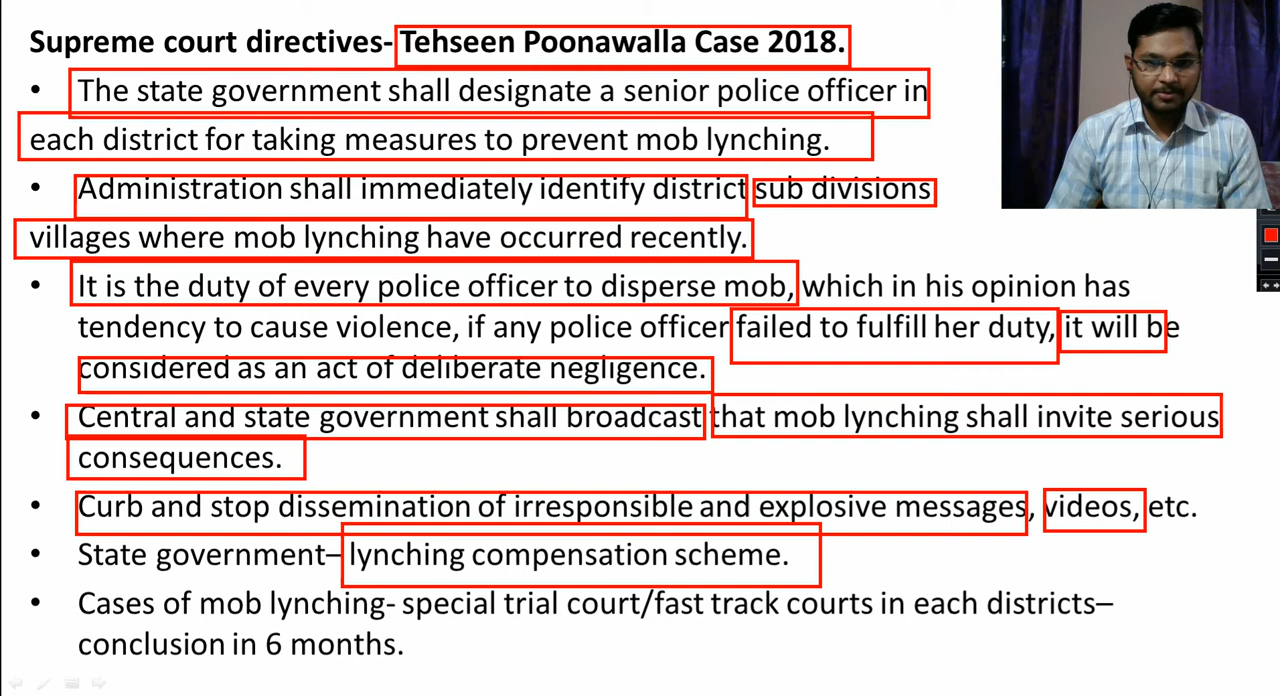 Supreme court directives- Tehseen Poonawalla Case 2018.
• The state government shall designate a senior police officer in
each district for taking measures to prevent mob lynching.
• Administration shall immediately identify district sub divisions
villages where mob lynching have occurred recently.
• It is the duty of every police officer to disperse mob, which in his opinion has
tendency to cause violence, if any police officer failed to fulfill her duty, it will be
considered as an act of deliberate negligence.
• Central and state government shall broadcast that mob lynching shall invite serious
consequences.
• Curb and stop dissemination of irresponsible and explosive messages, videos, etc.
• State government– lynching compensation scheme.
• Cases of mob lynching- special trial court/fast track courts in each districts–
conclusion in 6 months.